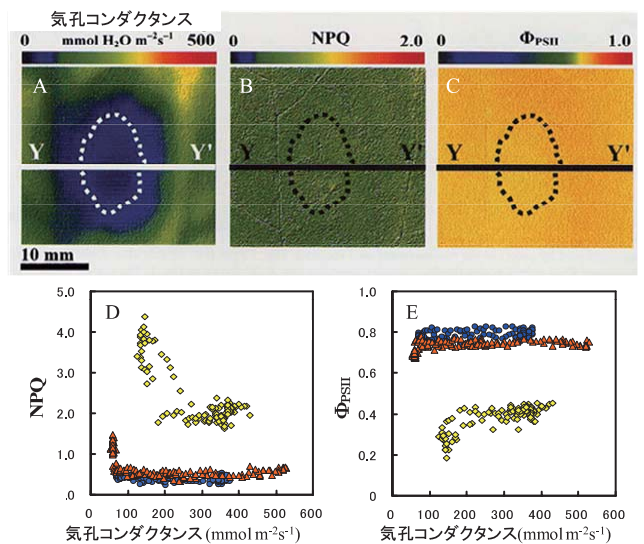 気孔コンダクタンス
0 mmol H₂O m⁻²s⁻¹ 500
0 NPQ 2.0
0 Φ_PSII 1.0
A
B
C
Y Y'
Y Y'
Y Y'
10 mm
D
NPQ
5.0
4.0
3.0
2.0
1.0
.0
0 100 200 300 400 500 600
気孔コンダクタンス(mmol m⁻²s⁻¹)
E
Φ_PSII
1
0.8
0.6
0.4
0.2
0
0 100 200 300 400 500 600
気孔コンダクタンス(mmol m⁻²s⁻¹)